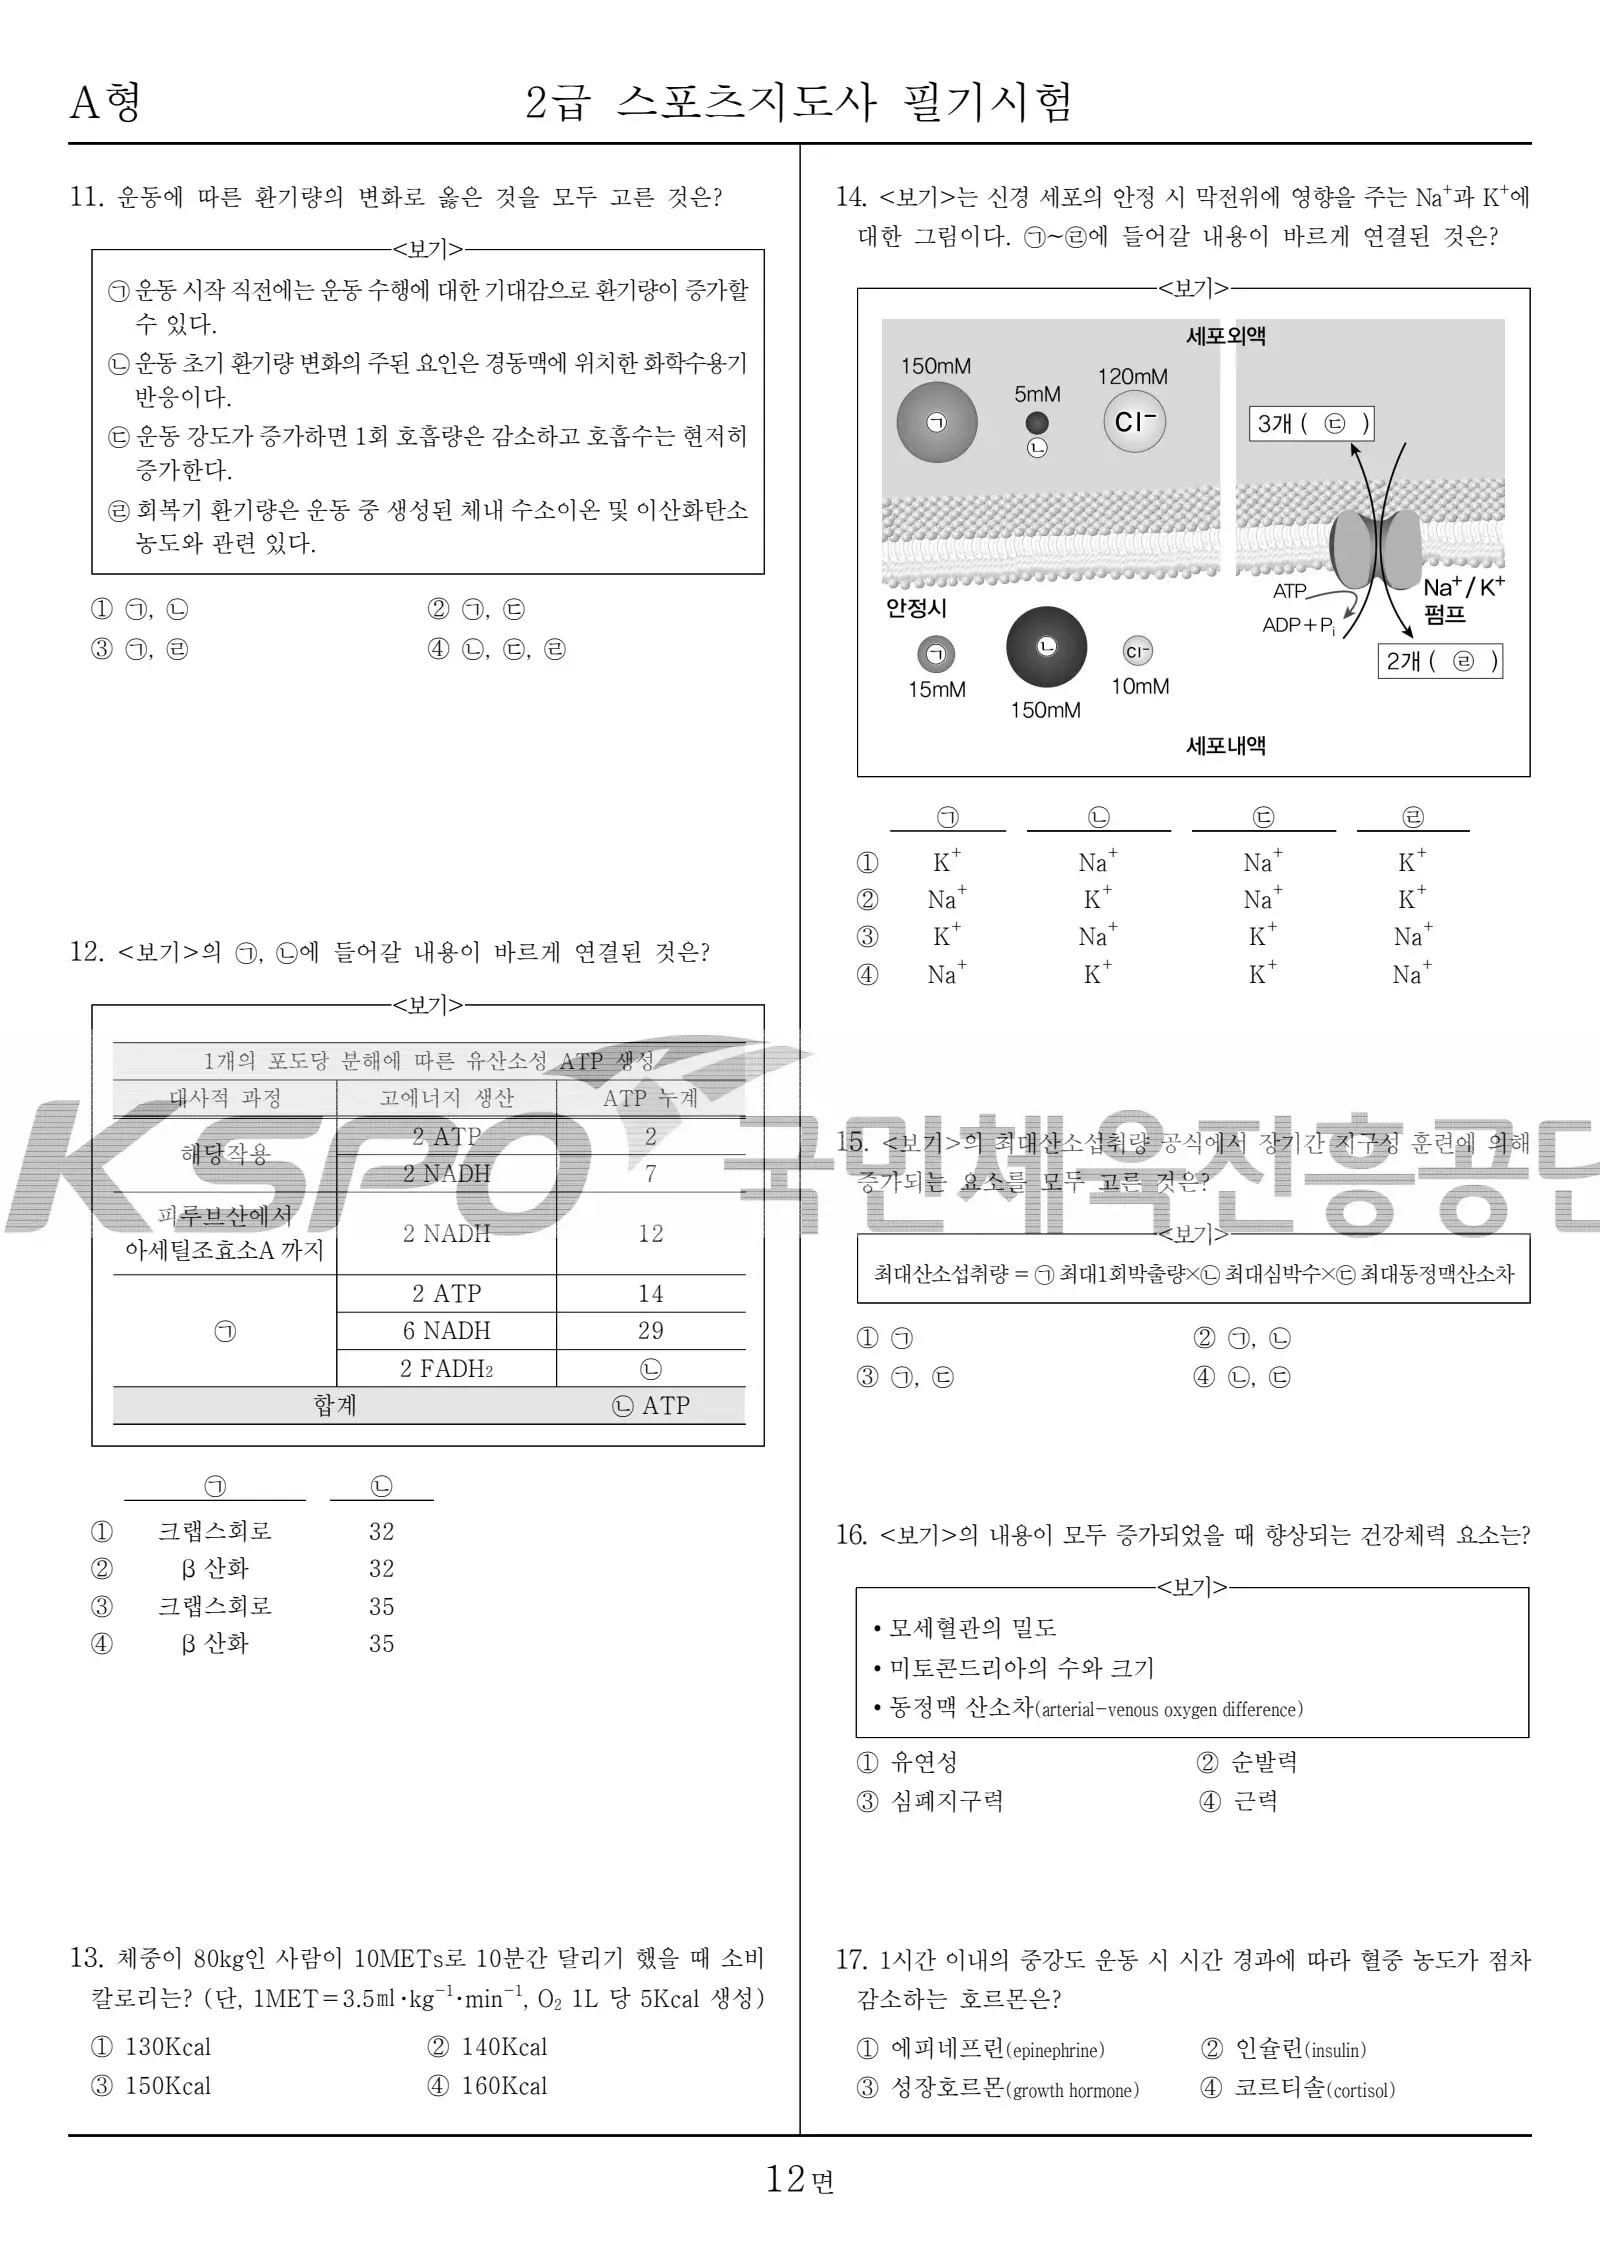 A형
2급 스포츠지도사 필기시험
11. 운동에 따른 환기량의 변화로 옳은 것을 모두 고른 것은?
<보기>
㉠ 운동 시작 직전에는 운동 수행에 대한 기대감으로 환기량이 증가할
수 있다.
㉡ 운동 초기 환기량 변화의 주된 요인은 경동맥에 위치한 화학수용기
반응이다.
㉢ 운동 강도가 증가하면 1회 호흡량은 감소하고 호흡수는 현저히
증가한다.
㉣ 회복기 환기량은 운동 중 생성된 체내 수소이온 및 이산화탄소
농도와 관련 있다.
① ㉠, ㉡ ② ㉠, ㉢
③ ㉠, ㉣ ④ ㉡, ㉢, ㉣
12. <보기>의 ㉠, ㉡에 들어갈 내용이 바르게 연결된 것은?
<보기>
1개의 포도당 분해에 따른 유산소성 ATP 생성
대사적 과정 고에너지 생산 ATP 누계
해당작용
2 ATP 2
2 NADH 7
피루브산에서
아세틸조효소A 까지
2 NADH 12
㉠
2 ATP 14
6 NADH 29
2 FADH₂ ㉡
합계 ㉡ ATP
㉠ ㉡
① 크랩스회로 32
② β 산화 32
③ 크랩스회로 35
④ β 산화 35
13. 체중이 80kg인 사람이 10METs로 10분간 달리기 했을 때 소비
칼로리는? (단, 1MET=3.5㎖·kg⁻¹·min⁻¹, O₂ 1L 당 5Kcal 생성)
① 130Kcal ② 140Kcal
③ 150Kcal ④ 160Kcal
14. <보기>는 신경 세포의 안정 시 막전위에 영향을 주는 Na⁺과 K⁺에
대한 그림이다. ㉠~㉣에 들어갈 내용이 바르게 연결된 것은?
<보기>
세포외액
150mM
5mM
120mM
㉠
㉡
Cl⁻
3개 ( ㉢ )
ATP
ADP+Pᵢ
Na⁺/K⁺
펌프
2개 ( ㉣ )
안정시
㉠
㉡
Cl⁻
15mM
150mM
10mM
세포내액
㉠ ㉡ ㉢ ㉣
① K⁺ Na⁺ Na⁺ K⁺
② Na⁺ K⁺ Na⁺ K⁺
③ K⁺ Na⁺ K⁺ Na⁺
④ Na⁺ K⁺ K⁺ Na⁺
15. <보기>의 최대산소섭취량 공식에서 장기간 지구성 훈련에 의해
증가되는 요소를 모두 고른 것은?
<보기>
최대산소섭취량 = ㉠ 최대1회박출량×㉡ 최대심박수×㉢ 최대동정맥산소차
① ㉠ ② ㉠, ㉡
③ ㉠, ㉢ ④ ㉡, ㉢
16. <보기>의 내용이 모두 증가되었을 때 향상되는 건강체력 요소는?
<보기>
• 모세혈관의 밀도
• 미토콘드리아의 수와 크기
• 동정맥 산소차(arterial-venous oxygen difference)
① 유연성 ② 순발력
③ 심폐지구력 ④ 근력
17. 1시간 이내의 중강도 운동 시 시간 경과에 따라 혈중 농도가 점차
감소하는 호르몬은?
① 에피네프린(epinephrine) ② 인슐린(insulin)
③ 성장호르몬(growth hormone) ④ 코르티솔(cortisol)
KSPO 국민체육진흥공단
12면